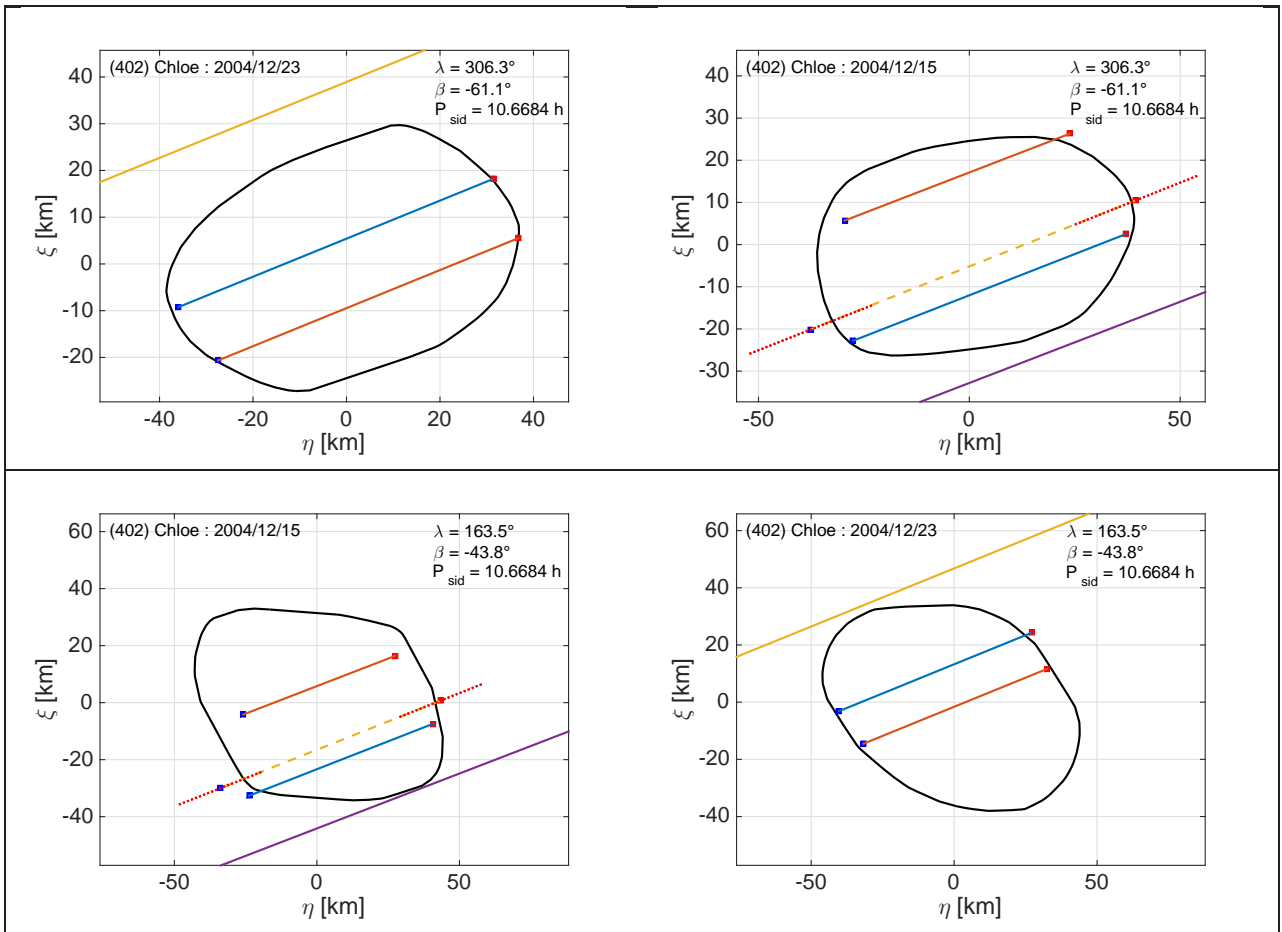 (402) Chloe : 2004/12/23
λ = 306.3°
β = -61.1°
P sid = 10.6684 h
40
30
20
10
0
-10
-20
ξ [km]
-40
-20
0
20
40
η [km]
(402) Chloe : 2004/12/15
λ = 306.3°
β = -61.1°
P sid = 10.6684 h
40
30
20
10
0
-10
-20
-30
ξ [km]
-50
0
50
η [km]
(402) Chloe : 2004/12/15
λ = 163.5°
β = -43.8°
P sid = 10.6684 h
60
40
20
0
-20
-40
ξ [km]
-50
0
50
η [km]
(402) Chloe : 2004/12/23
λ = 163.5°
β = -43.8°
P sid = 10.6684 h
60
40
20
0
-20
-40
ξ [km]
-50
0
50
η [km]